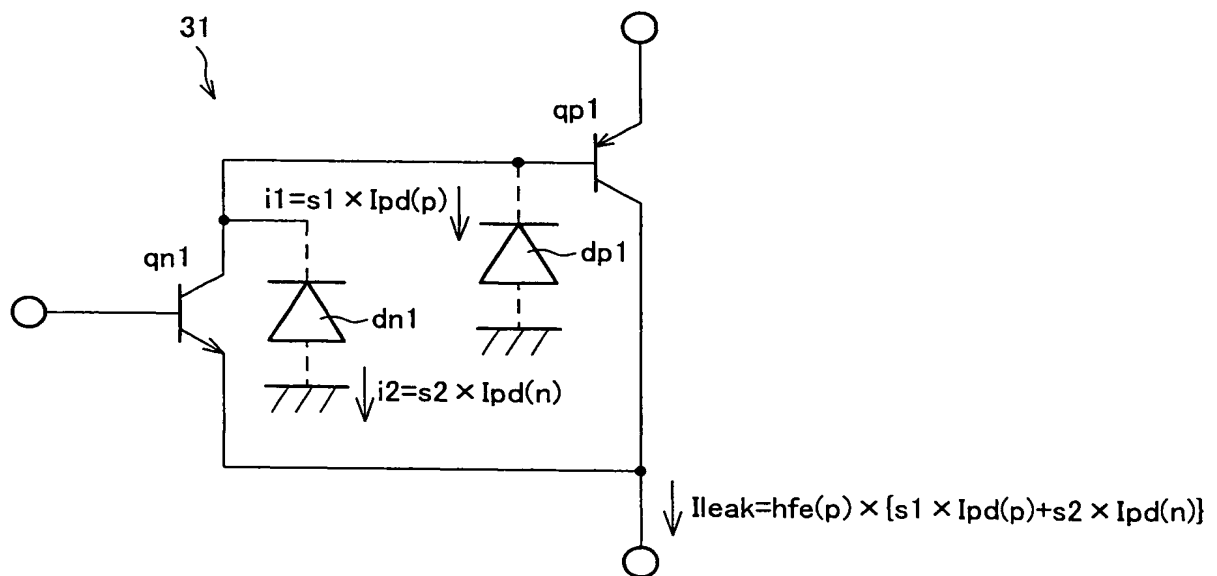 31
qp1
i1=s1×Ipd(p)
dp1
qn1
dn1
i2=s2×Ipd(n)
Ileak=hfe(p)×{s1×Ipd(p)+s2×Ipd(n)}